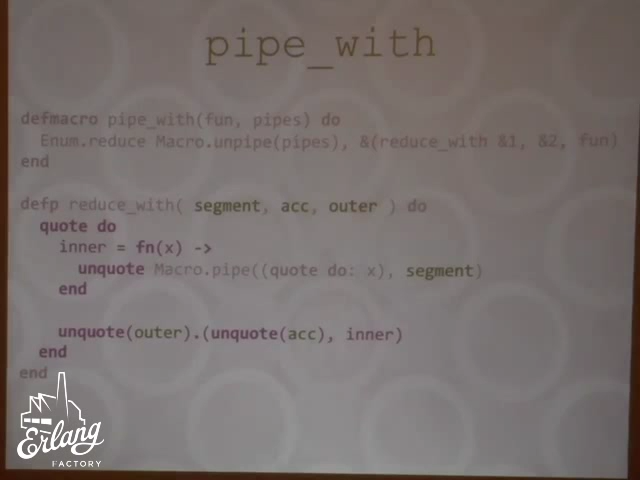 pipe_with
defmacro pipe_with(fun, pipes) do
  Enum.reduce Macro.unpipe(pipes), &(reduce_with &1, &2, fun)
end
defp reduce_with( segment, acc, outer ) do
  quote do
    inner = fn(x) ->
      unquote Macro.pipe((quote do: x), segment)
    end
    unquote(outer).(unquote(acc), inner)
  end
end
Erlang
FACTORY